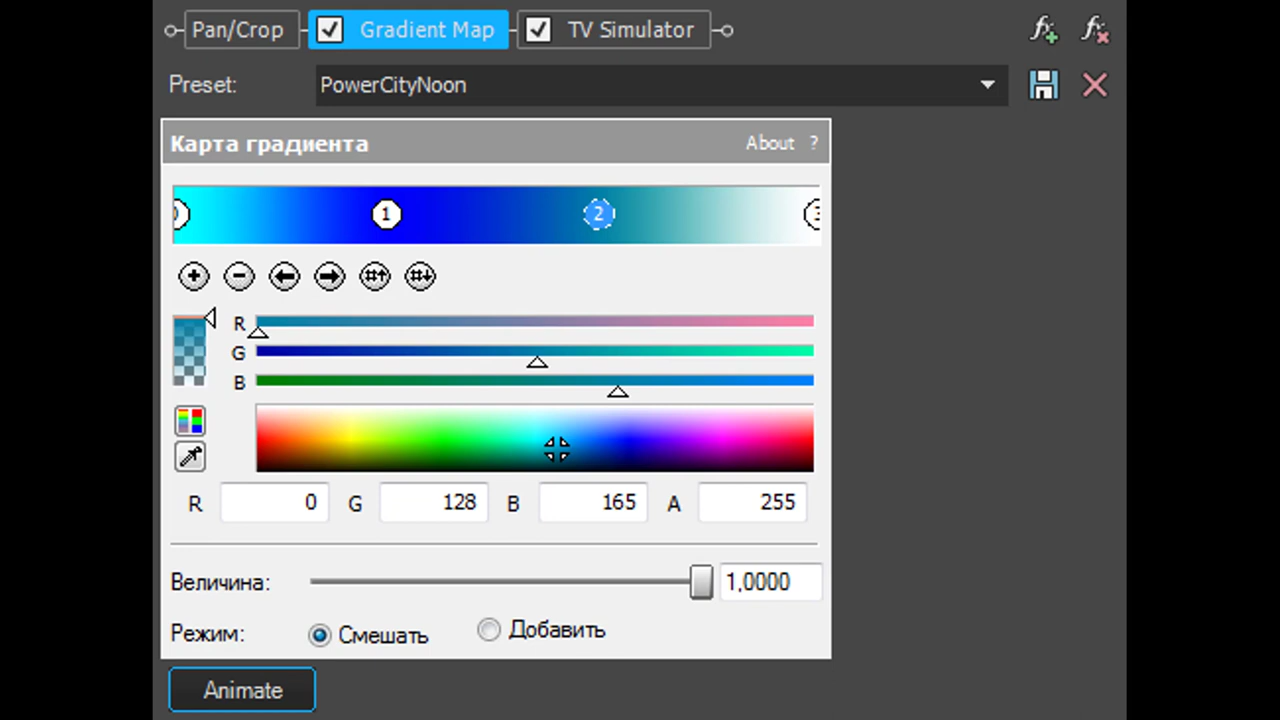 Pan/Crop Gradient Map TV Simulator
Preset: PowerCityNoon
Карта градиента About ?
1 2
R
G
B
R 0 G 128 B 165 A 255
Величина: 1,0000
Режим: Смешать Добавить
Animate